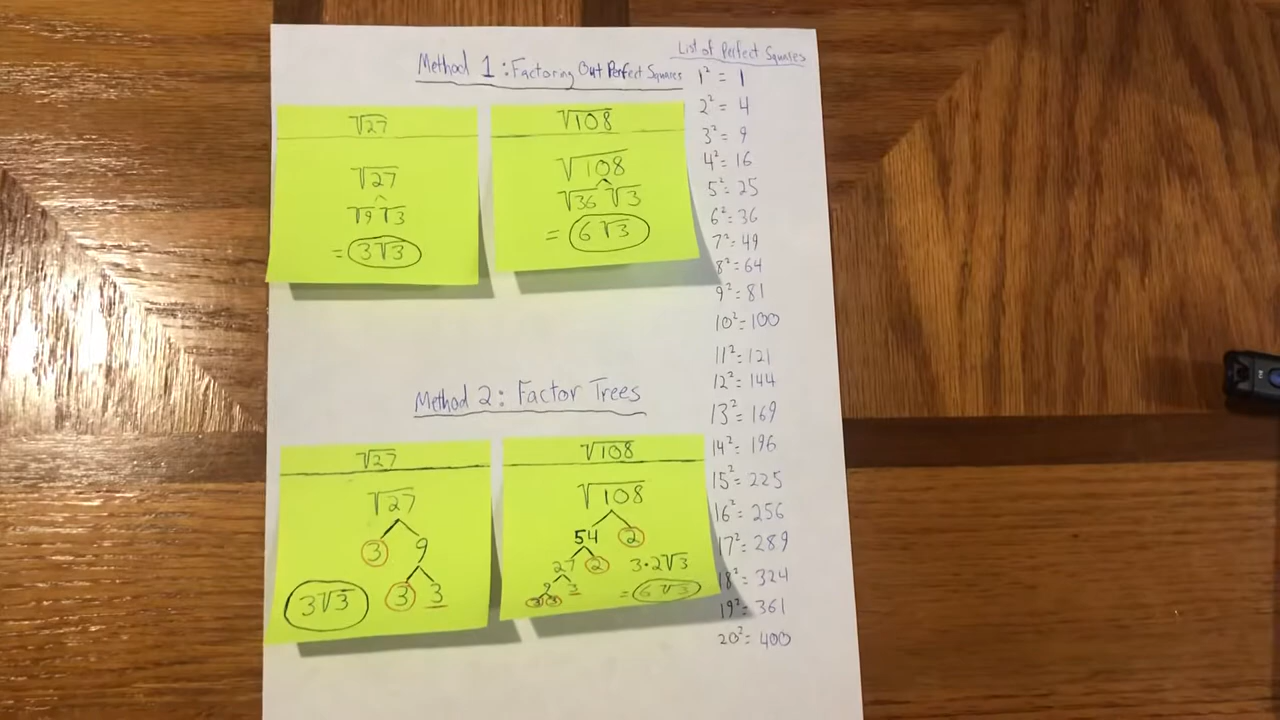 Method 1 : Factoring Out Perfect Squares
√27
√27
√9 √3
= 3√3
√108
√108
√36 √3
= 6√3
Method 2: Factor Trees
√27
√27
3 9
3 3
3√3
√108
√108
54 2
27 2
9 3
3 3
3·2√3
= 6√3
List of Perfect Squares
1² = 1
2² = 4
3² = 9
4² = 16
5² = 25
6² = 36
7² = 49
8² = 64
9² = 81
10² = 100
11² = 121
12² = 144
13² = 169
14² = 196
15² = 225
16² = 256
17² = 289
18² = 324
19² = 361
20² = 400